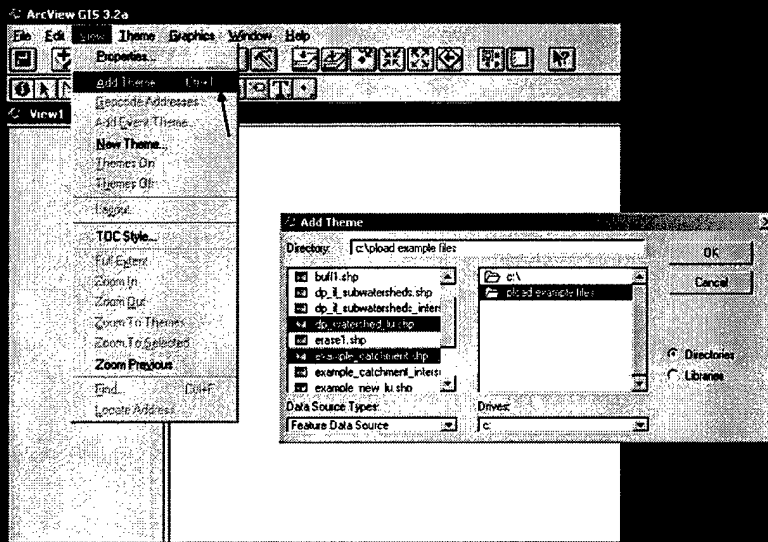 ArcView GIS 3.2a
File Edit View Theme Graphics Window Help
Properties...
Add Theme... Ctrl+T
Geocode Addresses...
Add Event Theme...
New Theme...
Themes On
Themes Off
Layout...
TOC Style...
Full Extent
Zoom In
Zoom Out
Zoom To Themes
Zoom To Selected
Zoom Previous
Find... Ctrl+F
Locate Address...
View1
Add Theme
Directory: c:\pload example files
OK
Cancel
buff1.shp
dp_il_subwatersheds.shp
dp_il_subwatersheds_inters
dp_watershed_lu.shp
erase1.shp
example_catchment.shp
example_catchment_intersi
example_new_lu.shp
c:\
pload example files
Directories
Libraries
Data Source Types:
Feature Data Source
Drives:
c: